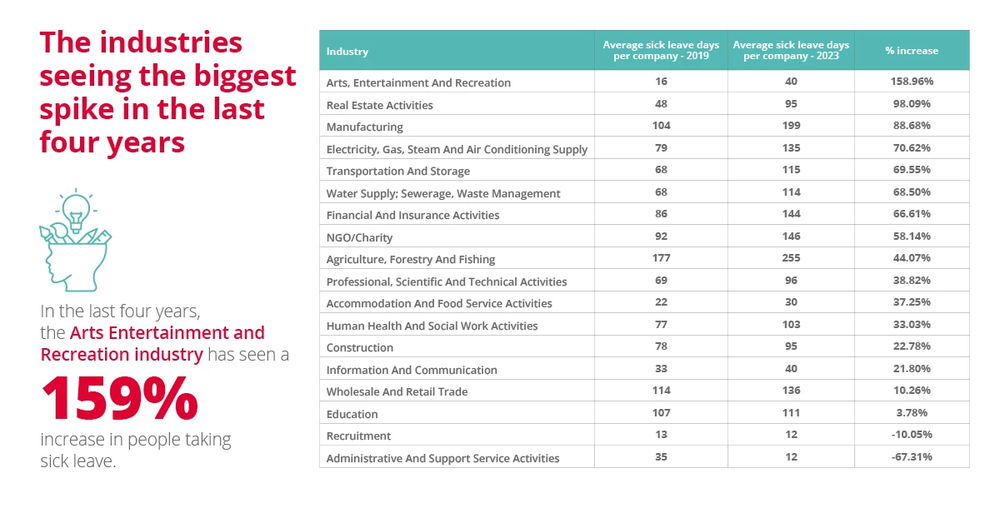 The industries
seeing the biggest
spike in the last
four years
In the last four years,
the Arts Entertainment and
Recreation industry has seen a
159%
increase in people taking
sick leave.
Industry Average sick leave days per company - 2019 Average sick leave days per company - 2023 % increase
Arts, Entertainment And Recreation 16 40 158.96%
Real Estate Activities 48 95 98.09%
Manufacturing 104 199 88.68%
Electricity, Gas, Steam And Air Conditioning Supply 79 135 70.62%
Transportation And Storage 68 115 69.55%
Water Supply; Sewerage, Waste Management 68 114 68.50%
Financial And Insurance Activities 86 144 66.61%
NGO/Charity 92 146 58.14%
Agriculture, Forestry And Fishing 177 255 44.07%
Professional, Scientific And Technical Activities 69 96 38.82%
Accommodation And Food Service Activities 22 30 37.25%
Human Health And Social Work Activities 77 103 33.03%
Construction 78 95 22.78%
Information And Communication 33 40 21.80%
Wholesale And Retail Trade 114 136 10.26%
Education 107 111 3.78%
Recruitment 13 12 -10.05%
Administrative And Support Service Activities 35 12 -67.31%